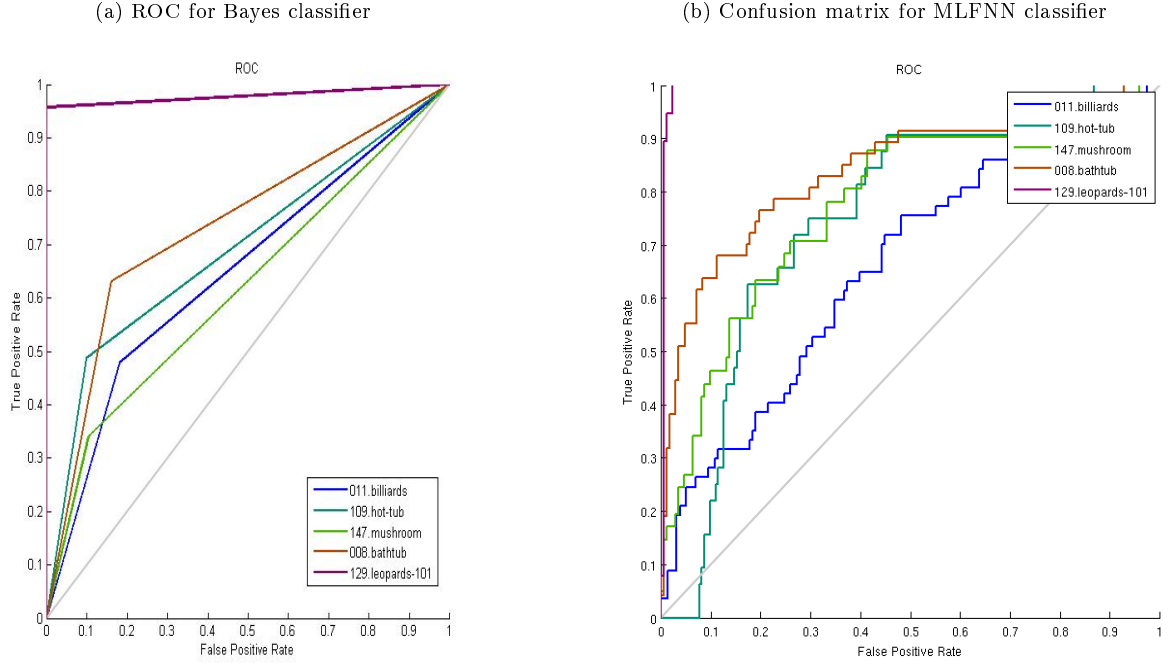 (a) ROC for Bayes classifier
(b) Confusion matrix for MLFNN classifier
ROC
1
0.9
0.8
0.7
0.6
0.5
0.4
0.3
0.2
0.1
0
True Positive Rate
0
0.1
0.2
0.3
0.4
0.5
0.6
0.7
0.8
0.9
1
False Positive Rate
011.billiards
109.hot-tub
147.mushroom
008.bathtub
129.leopards-101
ROC
1
0.9
0.8
0.7
0.6
0.5
0.4
0.3
0.2
0.1
0
True Positive Rate
0
0.1
0.2
0.3
0.4
0.5
0.6
0.7
0.8
0.9
1
False Positive Rate
011.billiards
109.hot-tub
147.mushroom
008.bathtub
129.leopards-101